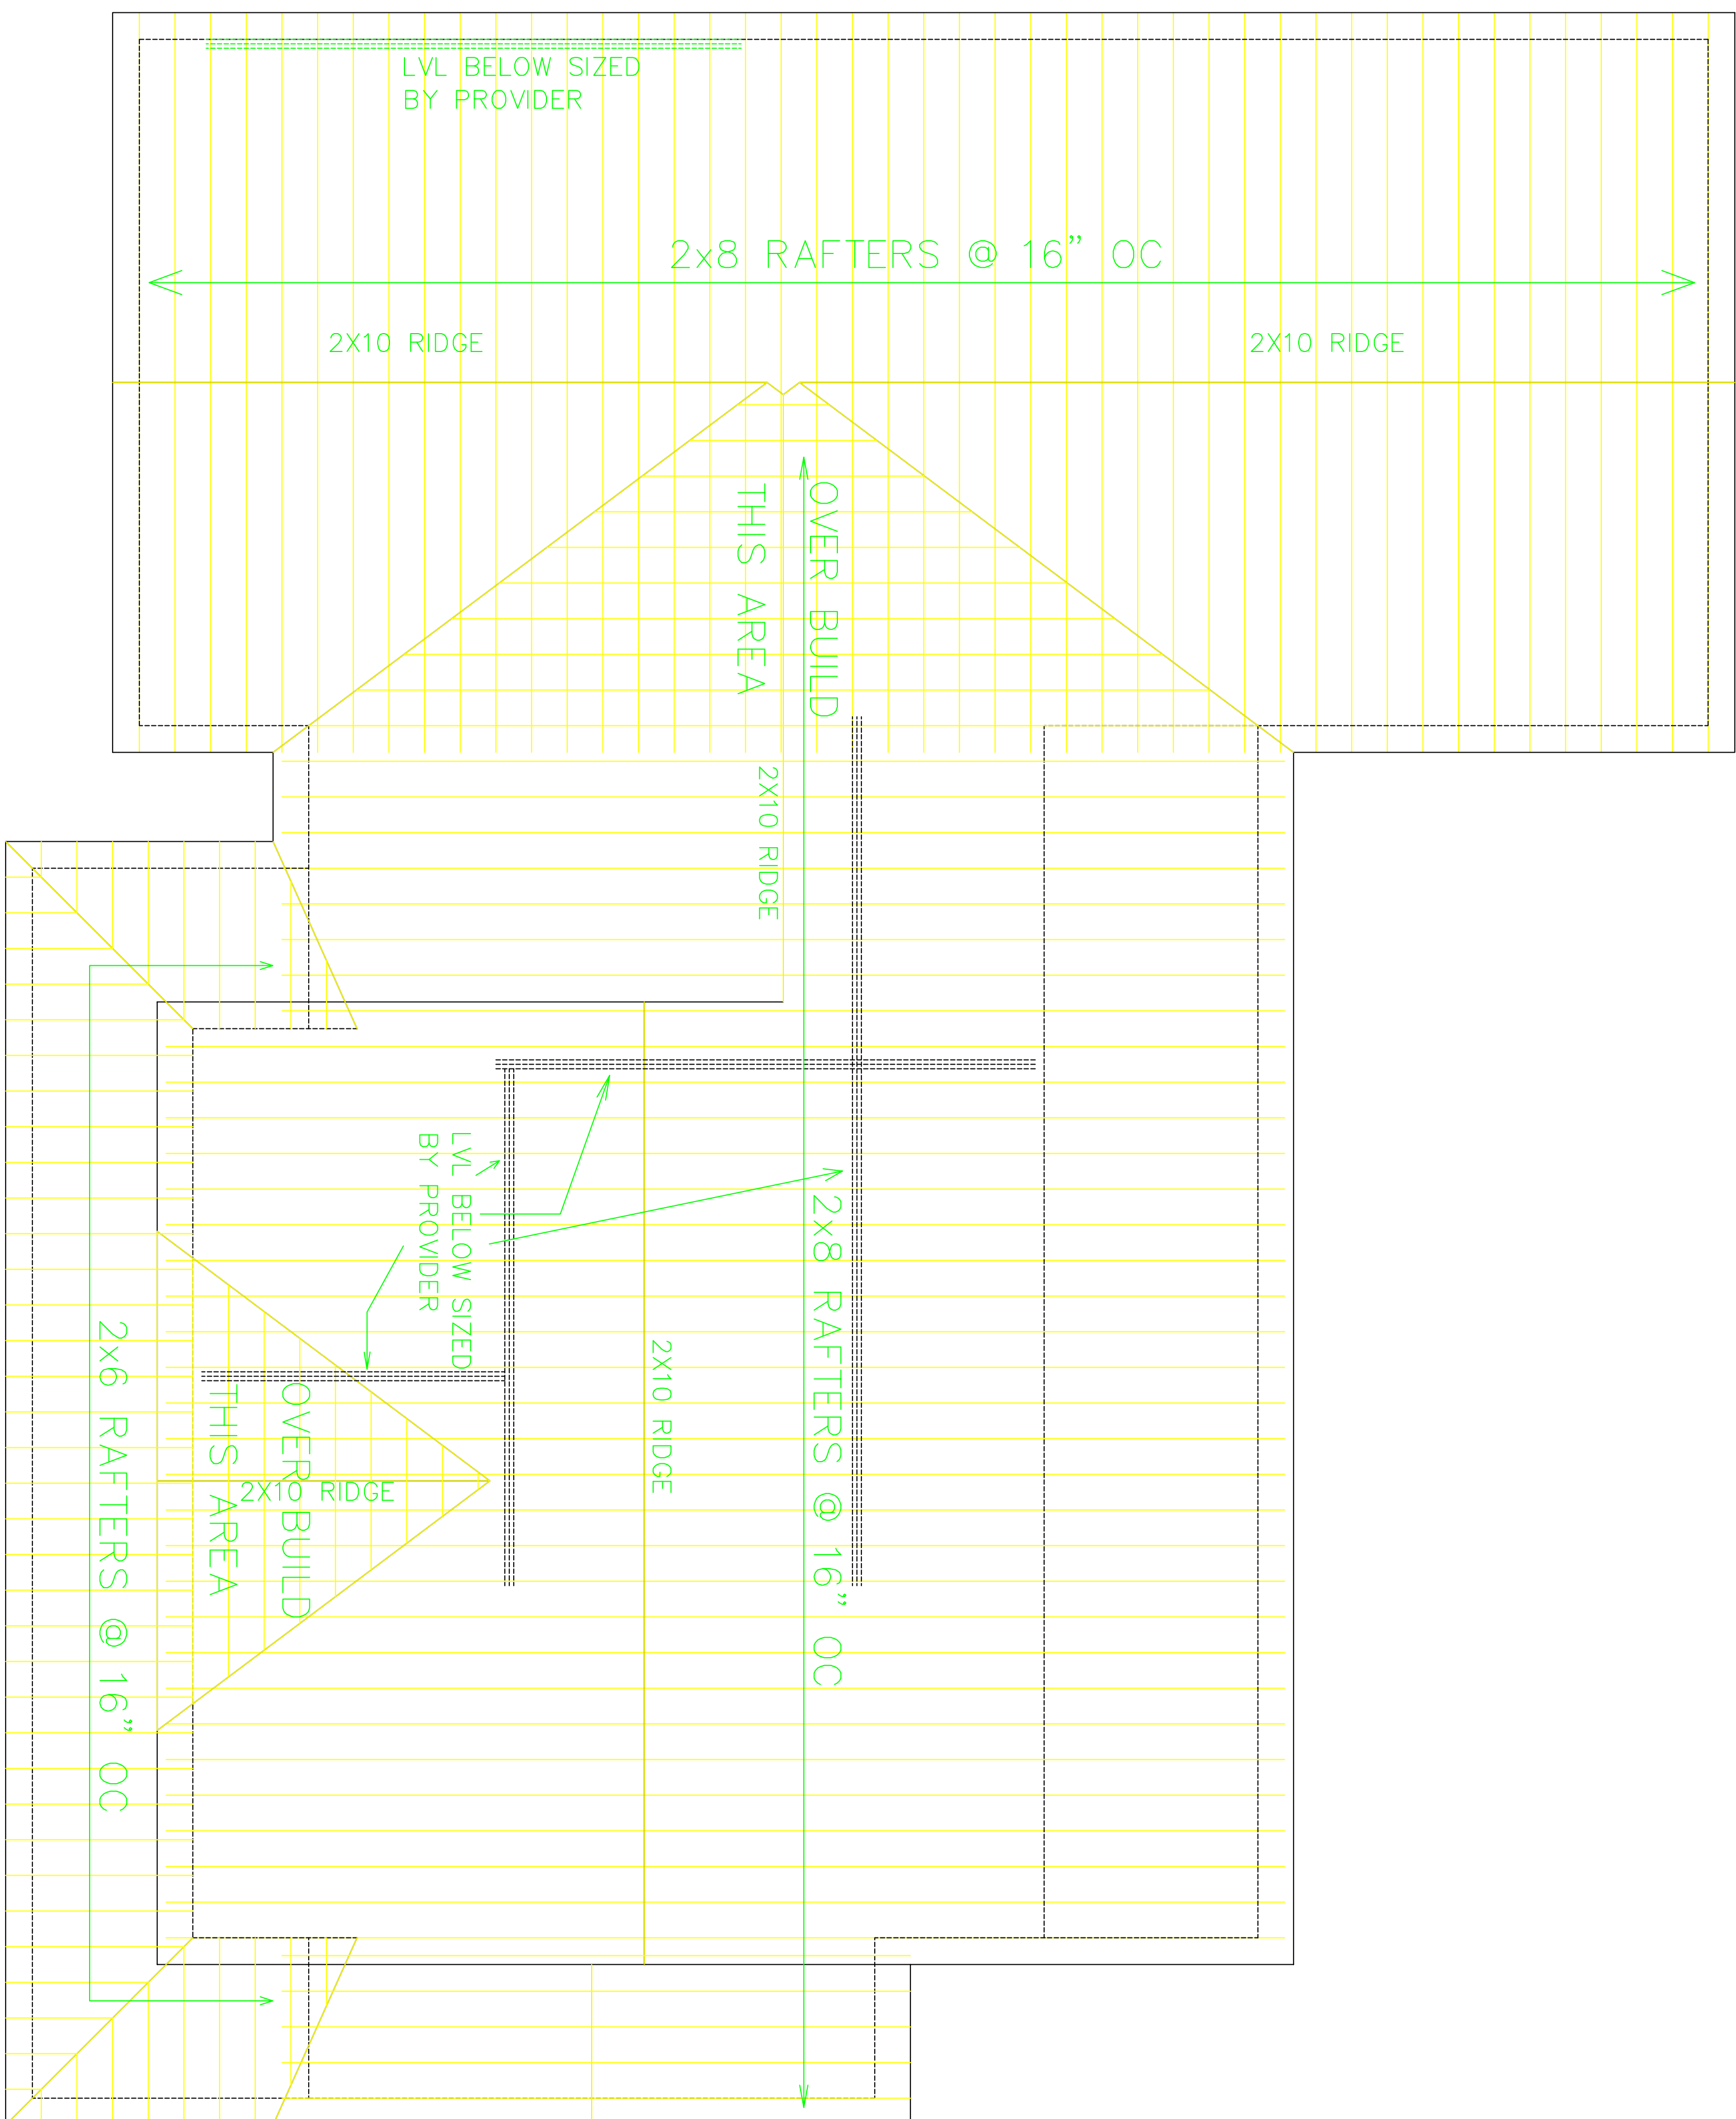 LVL BELOW SIZED
BY PROVIDER
2x8 RAFTERS @ 16" OC
2X10 RIDGE
2X10 RIDGE
OVER BUILD
THIS AREA
2X10 RIDGE
LVL BELOW SIZED
BY PROVIDER
2x8 RAFTERS @ 16" OC
2X10 RIDGE
2x6 RAFTERS @ 16" OC
OVER BUILD
THIS AREA
2X10 RIDGE